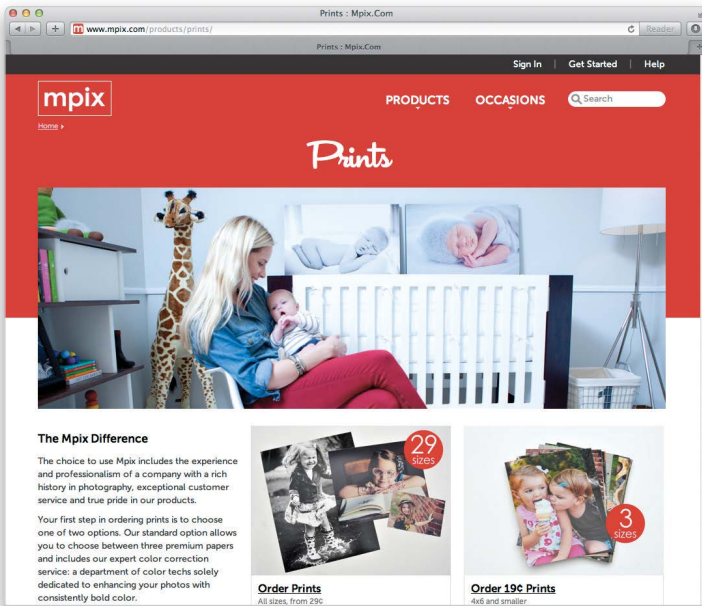 Prints : Mpix.Com
www.mpix.com/products/prints/
Reader
Prints : Mpix.Com
Sign In | Get Started | Help
mpix
PRODUCTS
OCCASIONS
Search
Home
Prints
The Mpix Difference
The choice to use Mpix includes the experience
and professionalism of a company with a rich
history in photography, exceptional customer
service and true pride in our products.
Your first step in ordering prints is to choose
one of two options. Our standard option allows
you to choose between three premium papers
and includes our expert color correction
service: a department of color techs solely
dedicated to enhancing your photos with
consistently bold color.
29
sizes
Order Prints
All sizes, from 29¢
3
sizes
Order 19¢ Prints
4x6 and smaller